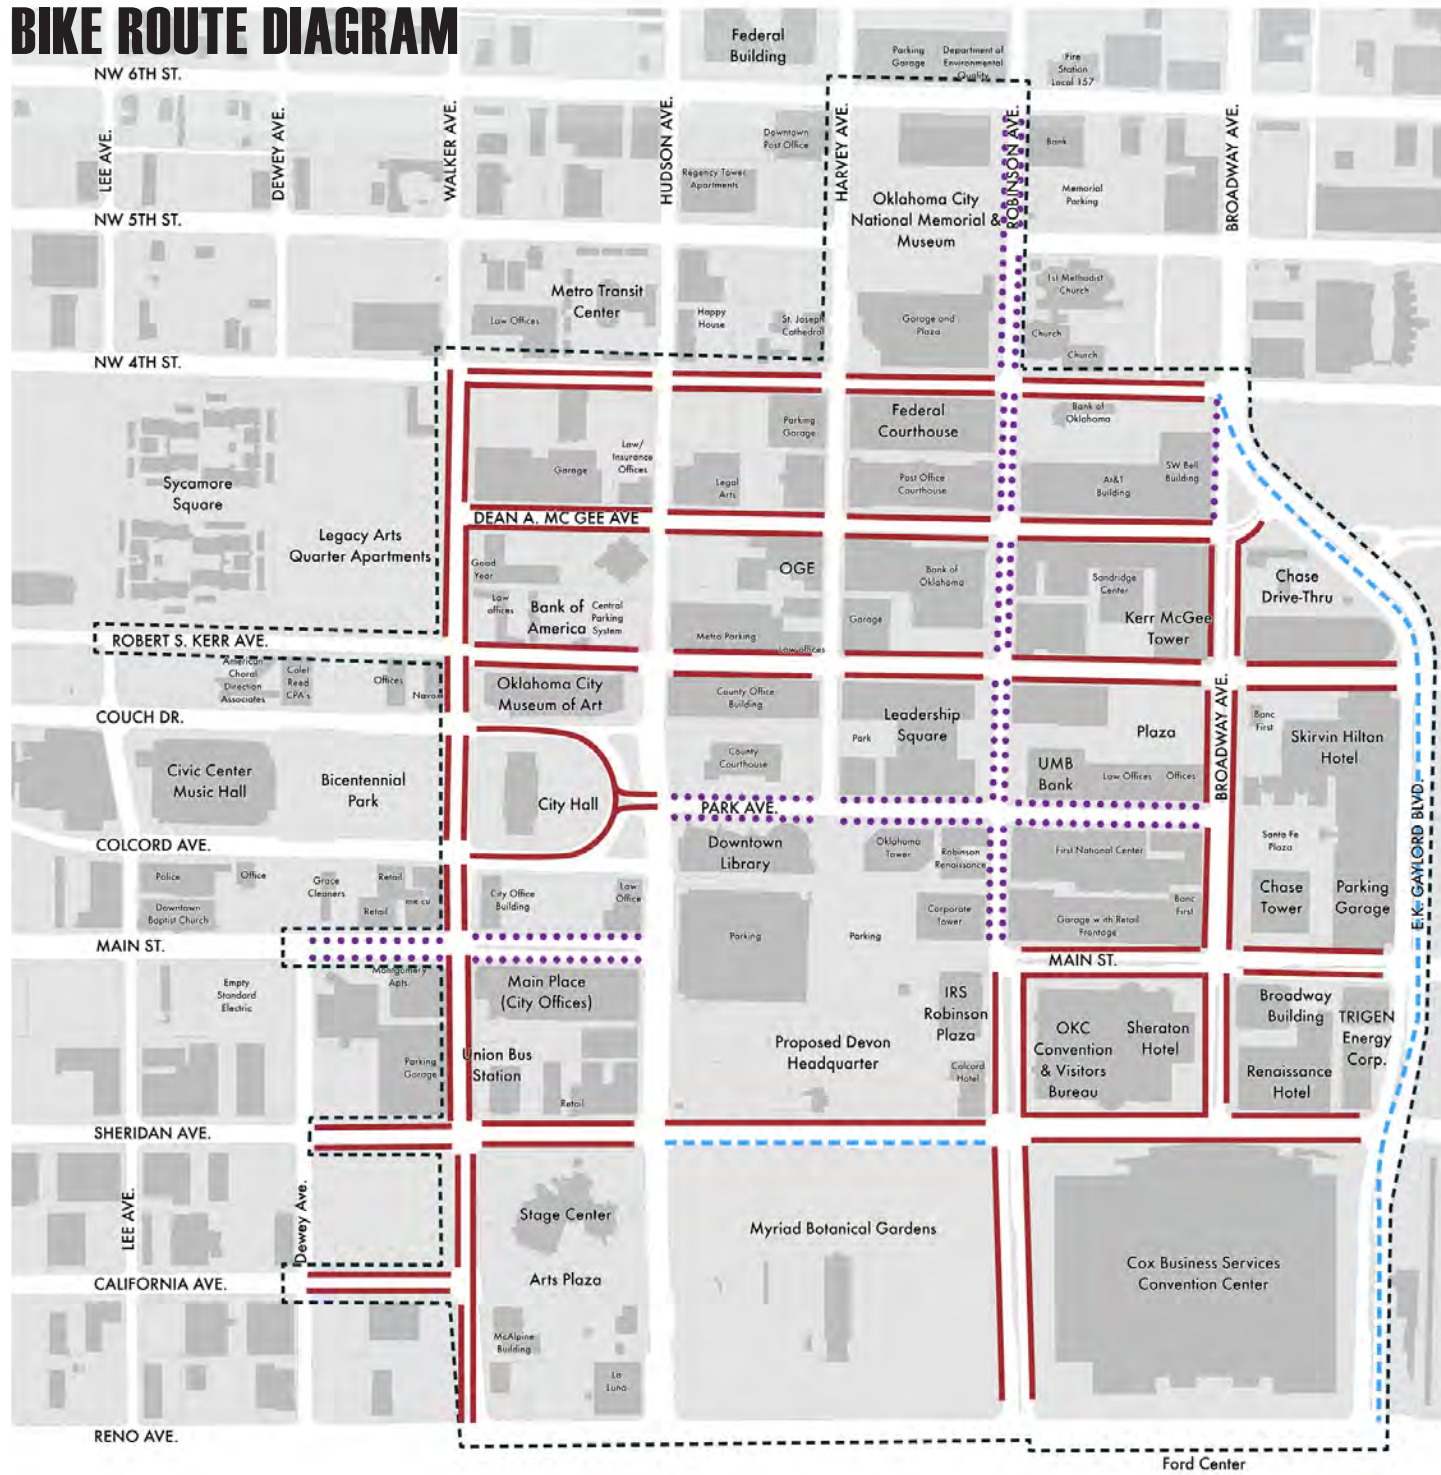 BIKE ROUTE DIAGRAM
Federal
Building
Parking
Garage
Department of
Environmental
Quality
Fire
Station
Local 157
NW 6TH ST.
LEE AVE.
DEWEY AVE.
WALKER AVE.
HUDSON AVE.
HARVEY AVE.
ROBINSON AVE.
BROADWAY AVE.
Downtown
Post Office
Regency Tower
Apartments
Bank
Memorial
Parking
Oklahoma City
National Memorial &
Museum
NW 5TH ST.
Metro Transit
Center
Law Offices
Happy
House
St. Joseph
Cathedral
Garage and
Plaza
1st Methodist
Church
Church
Church
NW 4TH ST.
Sycamore
Square
Legacy Arts
Quarter Apartments
Garage
Law/
Insurance
Offices
Parking
Garage
Legal
Arts
Federal
Courthouse
Post Office
Courthouse
Bank of
Oklahoma
At&T
Building
SW Bell
Building
DEAN A. MC GEE AVE
Good
Year
Law
offices
Bank of
America
Central
Parking
System
OGE
Metro Parking
Law offices
Garage
Bank of
Oklahoma
Sandridge
Center
Kerr McGee
Tower
Chase
Drive-Thru
ROBERT S. KERR AVE.
American
Choral
Direction
Associates
Calet
Reed
CPA's
Offices
Navo
Oklahoma City
Museum of Art
County Office
Building
Leadership
Square
Park
Plaza
BROADWAY AVE.
Banc
First
Skirvin Hilton
Hotel
COUCH DR.
Civic Center
Music Hall
Bicentennial
Park
City Hall
County
Courthouse
UMB
Bank
Law Offices
Offices
PARK AVE.
E.K. GAYLORD BLVD.
COLCORD AVE.
Downtown
Library
Oklahoma
Tower
Robinson
Renaissance
First National Center
Santa Fe
Plaza
Police
Office
Downtown
Baptist Church
Grace
Cleaners
Retail
Retail
me cu
City Office
Building
Law
Office
Parking
Parking
Corporate
Tower
Garage with Retail
Frontage
Banc
First
Chase
Tower
Parking
Garage
MAIN ST.
MAIN ST.
Empty
Standard
Electric
Montgomery
Apts.
Parking
Garage
Main Place
(City Offices)
Union Bus
Station
Retail
Proposed Devon
Headquarter
IRS
Robinson
Plaza
Colcord
Hotel
OKC
Convention
& Visitors
Bureau
Sheraton
Hotel
Broadway
Building
Renaissance
Hotel
TRIGEN
Energy
Corp.
SHERIDAN AVE.
LEE AVE.
Dewey Ave.
Stage Center
Arts Plaza
Myriad Botanical Gardens
Cox Business Services
Convention Center
CALIFORNIA AVE.
McAlpine
Building
La
Luna
RENO AVE.
Ford Center